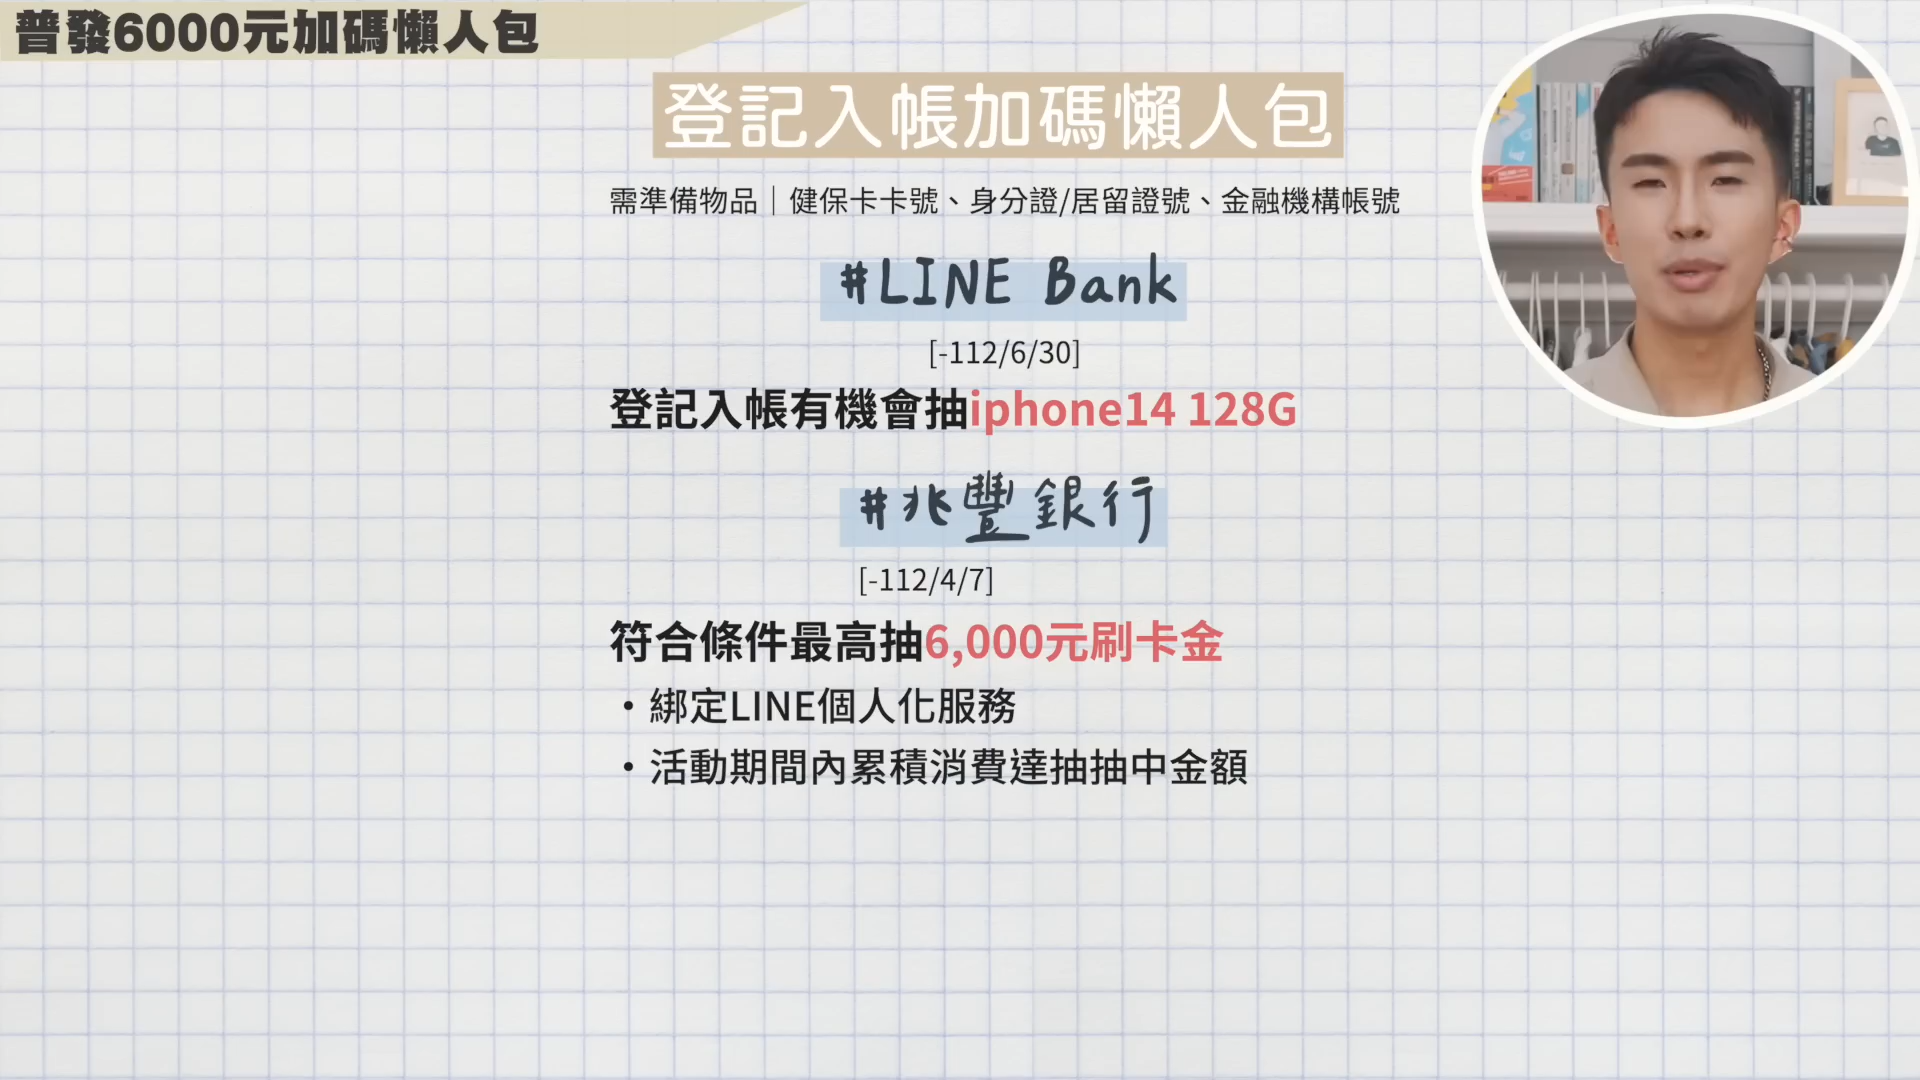 普發6000元加碼懶人包
登記入帳加碼懶人包
需準備物品｜健保卡卡號、身分證/居留證號、金融機構帳號
#LINE Bank
[-112/6/30]
登記入帳有機會抽iphone14 128G
#兆豐銀行
[-112/4/7]
符合條件最高抽6,000元刷卡金
・綁定LINE個人化服務
・活動期間內累積消費達抽抽中金額